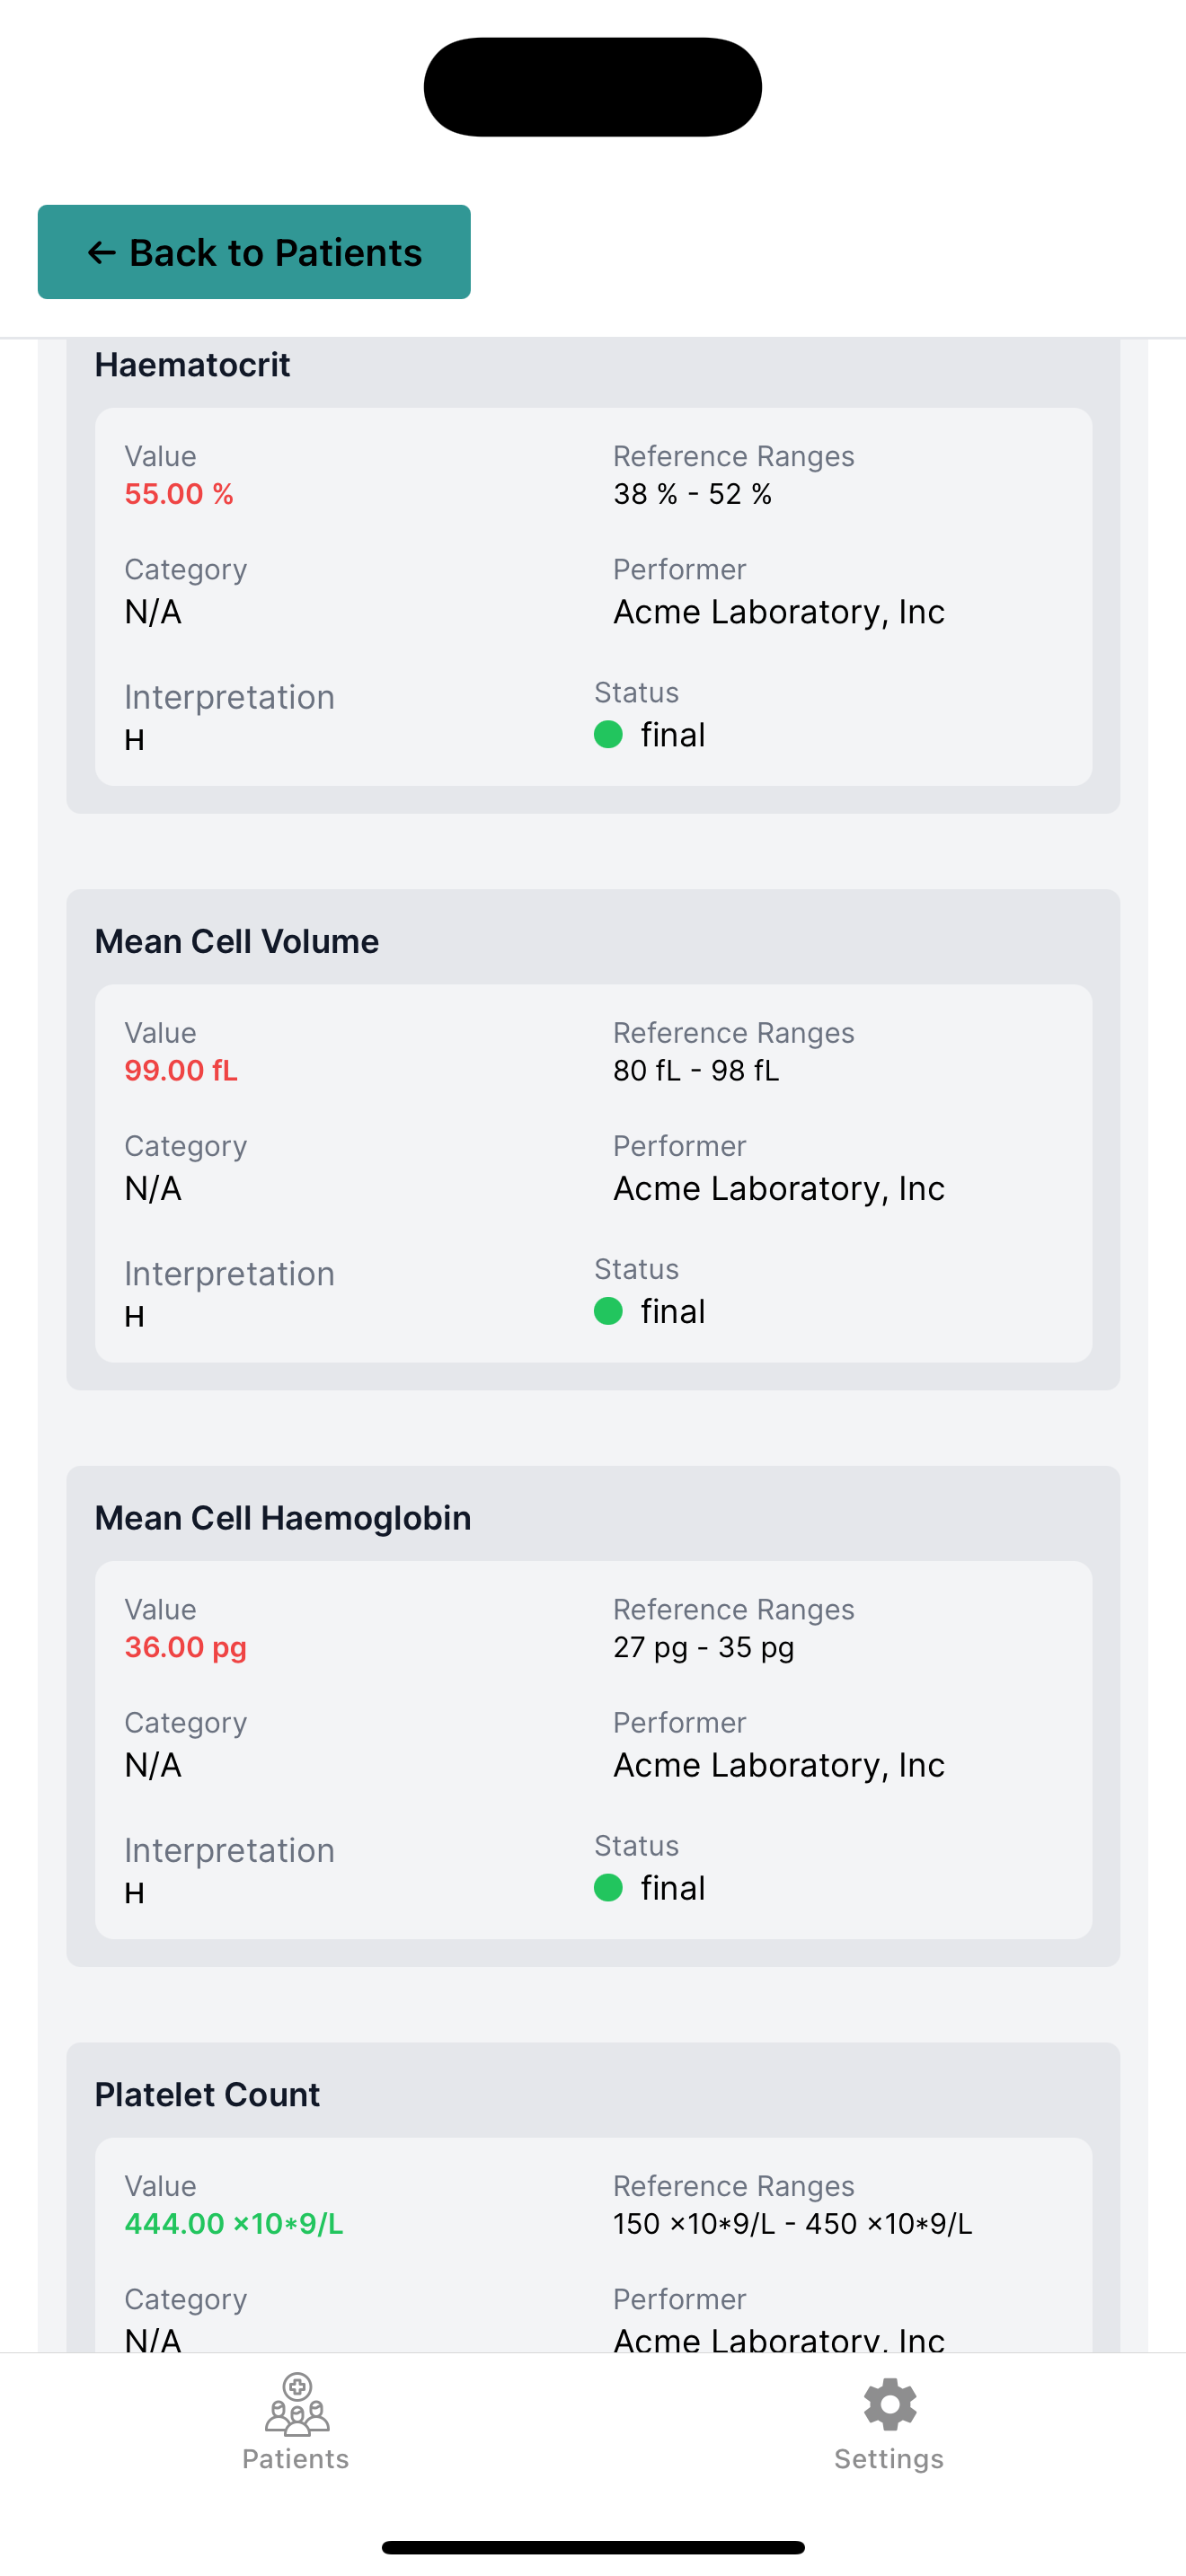 ← Back to Patients
Haematocrit
Value
Reference Ranges
55.00 %
38 % - 52 %
Category
Performer
N/A
Acme Laboratory, Inc
Interpretation
Status
H
final
Mean Cell Volume
Value
Reference Ranges
99.00 fL
80 fL - 98 fL
Category
Performer
N/A
Acme Laboratory, Inc
Interpretation
Status
H
final
Mean Cell Haemoglobin
Value
Reference Ranges
36.00 pg
27 pg - 35 pg
Category
Performer
N/A
Acme Laboratory, Inc
Interpretation
Status
H
final
Platelet Count
Value
Reference Ranges
444.00 ×10*9/L
150 ×10*9/L - 450 ×10*9/L
Category
Performer
N/A
Acme Laboratory, Inc
Patients
Settings